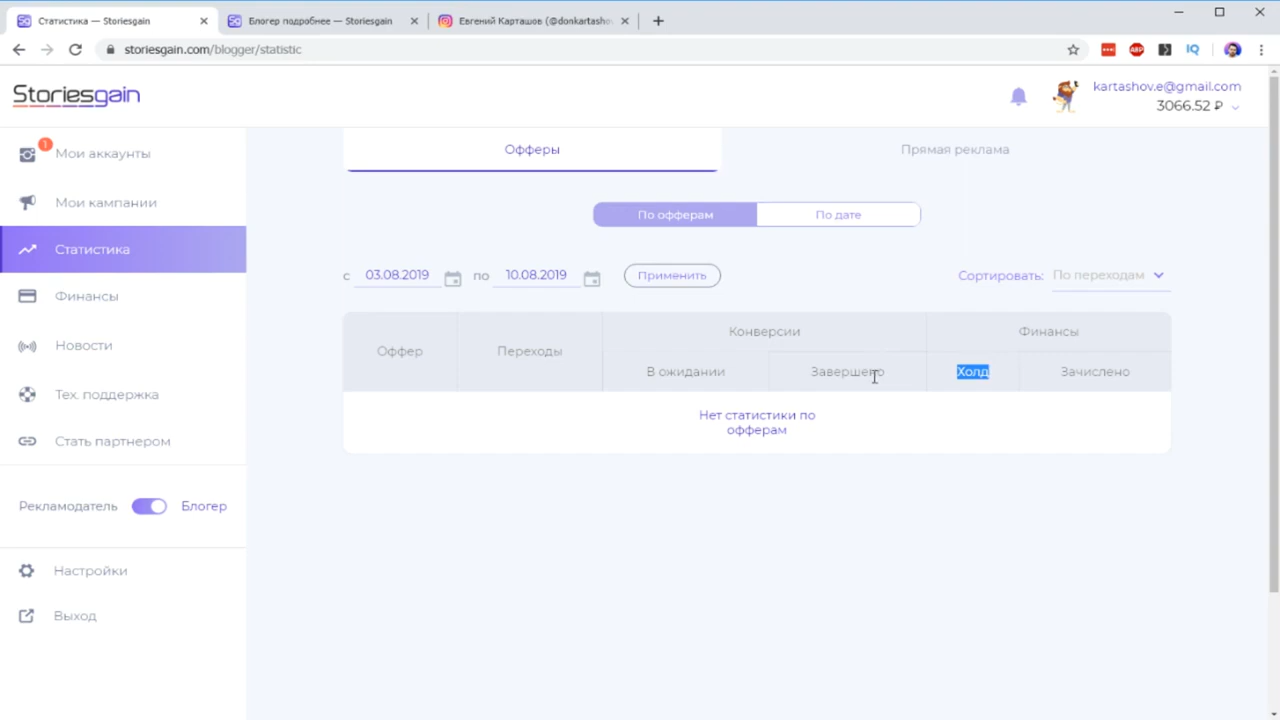 Статистика — Storiesgain
Блогер подробнее — Storiesgain
Евгений Карташов (@donkartasho
storiesgain.com/blogger/statistic
ABP
IQ
Storiesgain
kartashov.e@gmail.com
3066.52 ₽
1
Мои аккаунты
Мои кампании
Статистика
Финансы
Новости
Тех. поддержка
Стать партнером
Рекламодатель
Блогер
Настройки
Выход
Офферы
Прямая реклама
По офферам
По дате
с 03.08.2019 по 10.08.2019
Применить
Сортировать: По переходам
Оффер
Переходы
Конверсии
Финансы
В ожидании
Завершено
Холд
Зачислено
Нет статистики по
офферам